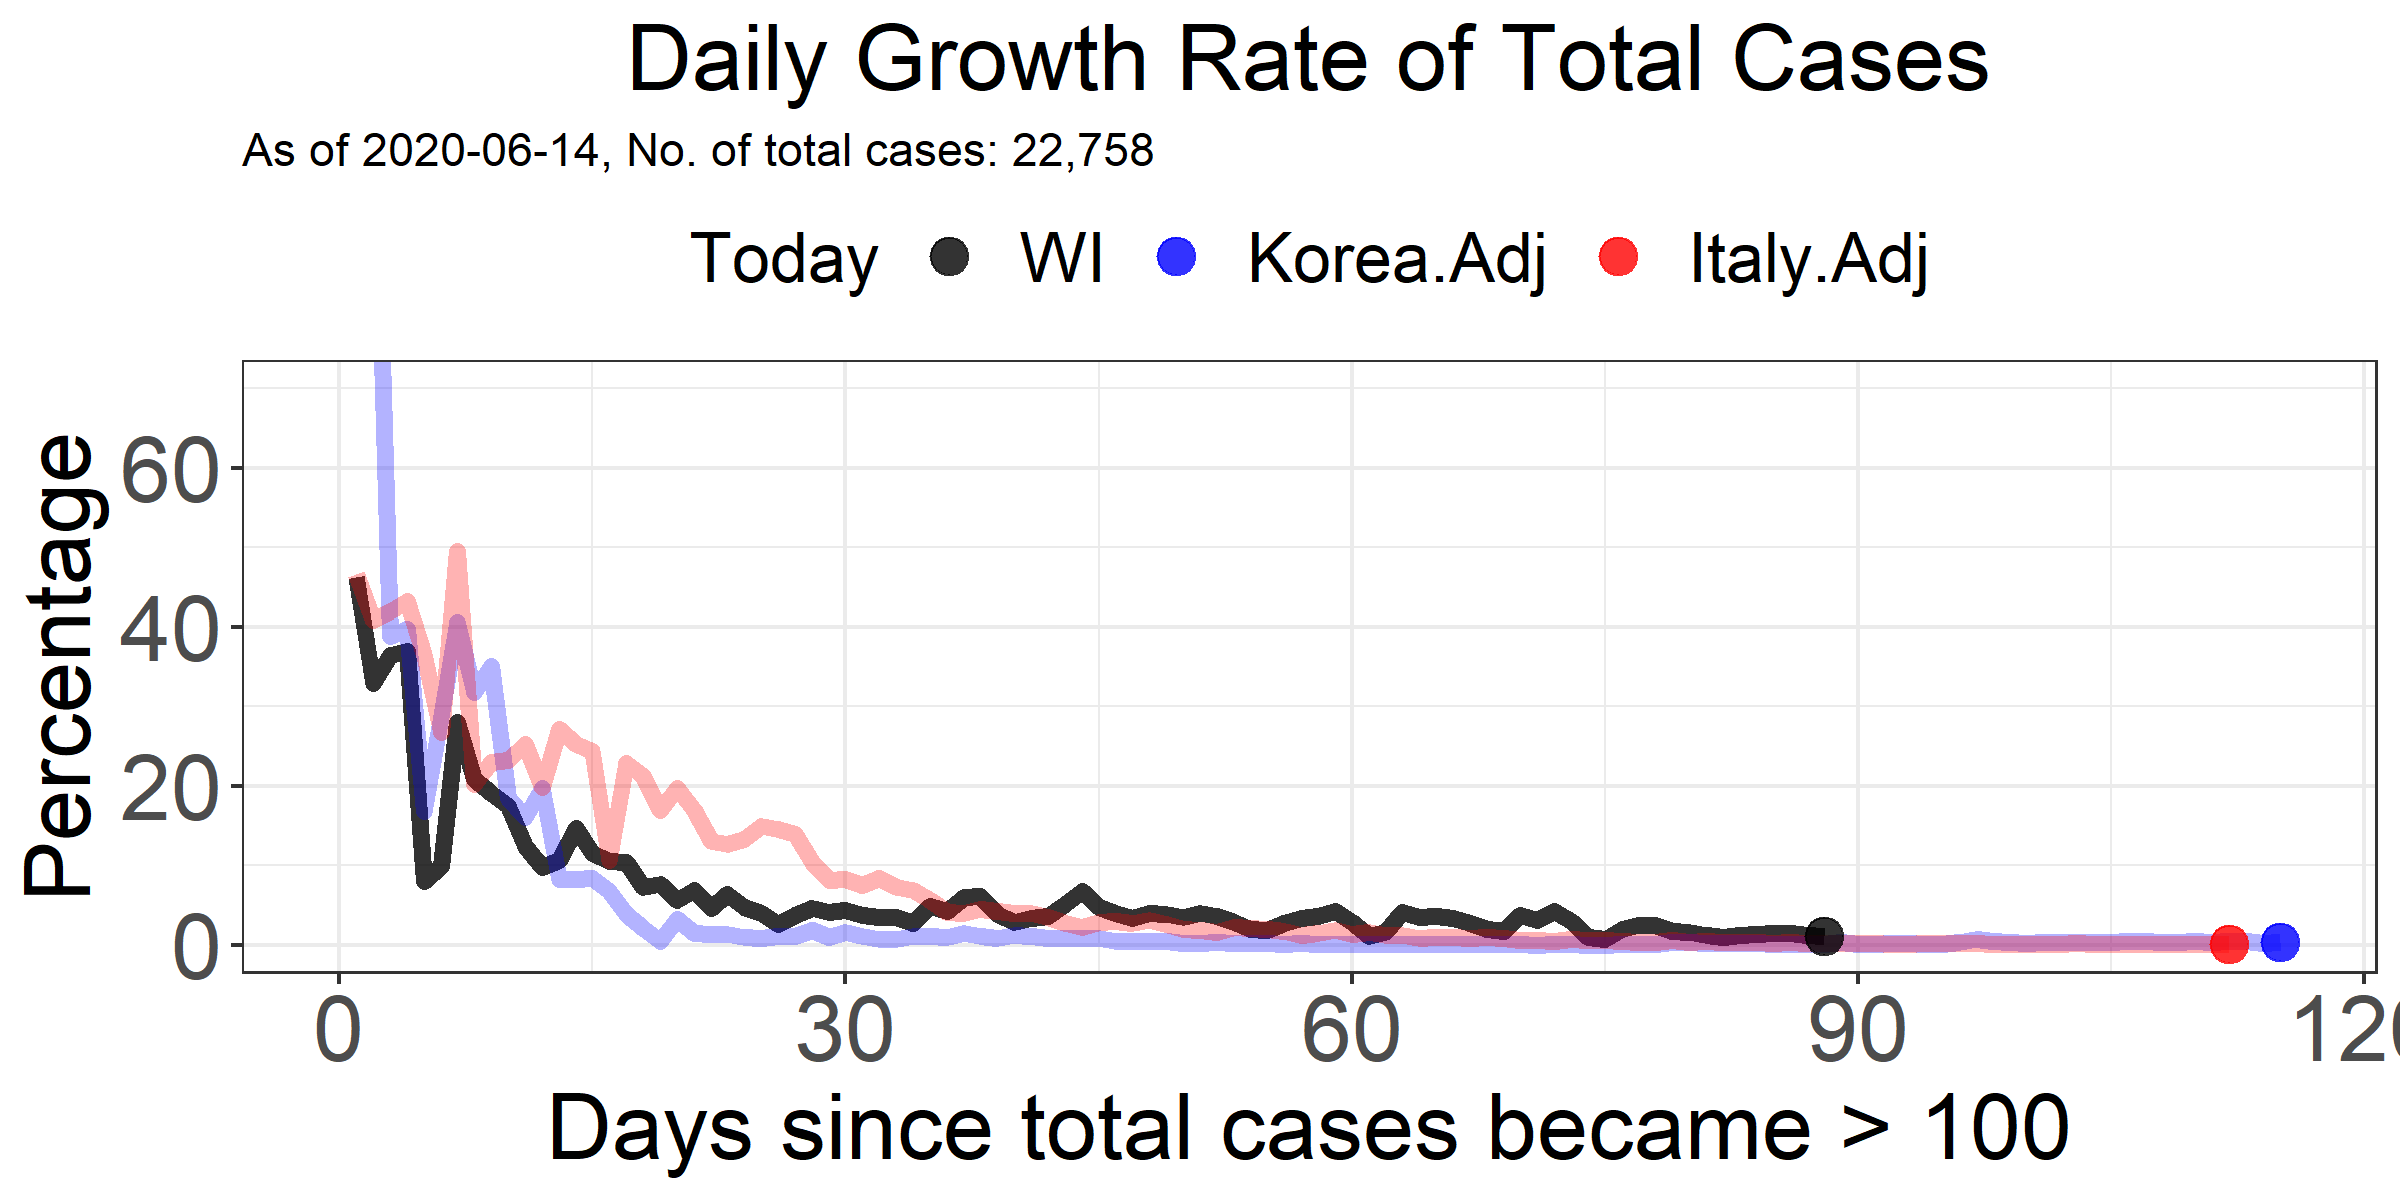 Daily Growth Rate of Total Cases
As of 2020-06-14, No. of total cases: 22,758
Today WI Korea.Adj Italy.Adj
Percentage
60
40
20
0
0 30 60 90 120
Days since total cases became > 100